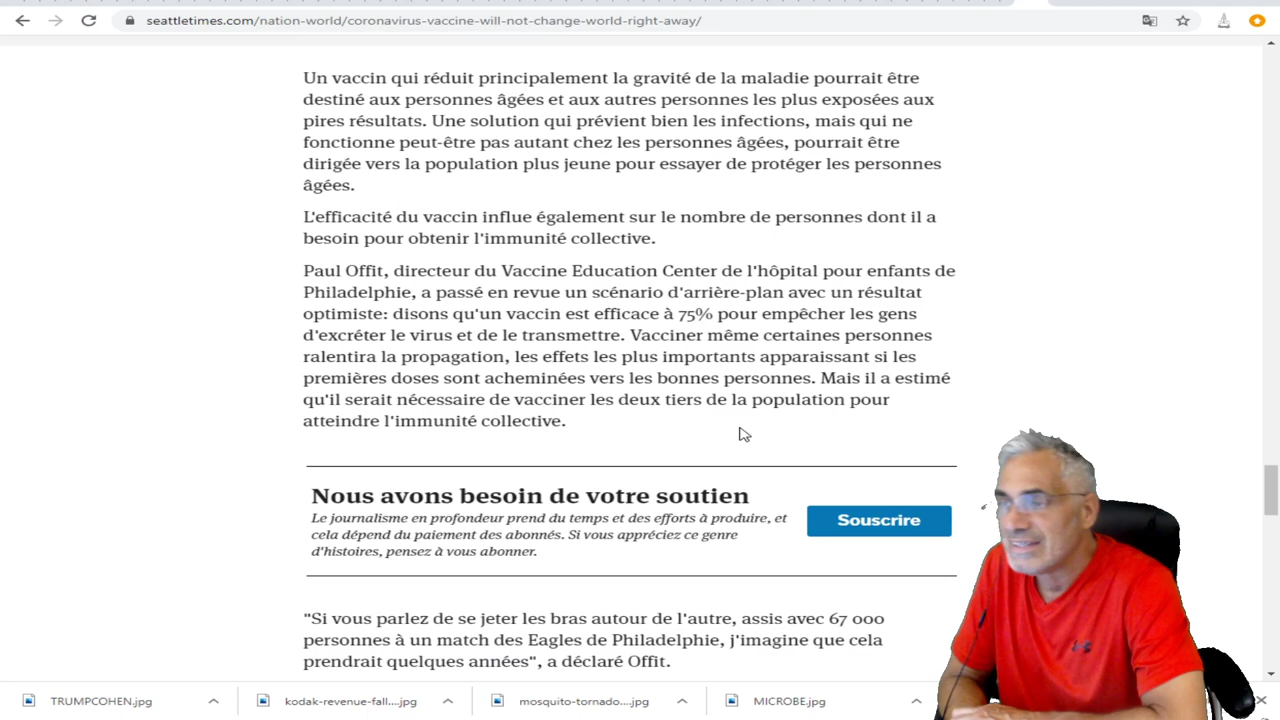 seattletimes.com/nation-world/coronavirus-vaccine-will-not-change-world-right-away/
Un vaccin qui réduit principalement la gravité de la maladie pourrait être
destiné aux personnes âgées et aux autres personnes les plus exposées aux
pires résultats. Une solution qui prévient bien les infections, mais qui ne
fonctionne peut-être pas autant chez les personnes âgées, pourrait être
dirigée vers la population plus jeune pour essayer de protéger les personnes
âgées.
L'efficacité du vaccin influe également sur le nombre de personnes dont il a
besoin pour obtenir l'immunité collective.
Paul Offit, directeur du Vaccine Education Center de l'hôpital pour enfants de
Philadelphie, a passé en revue un scénario d'arrière-plan avec un résultat
optimiste: disons qu'un vaccin est efficace à 75% pour empêcher les gens
d'excréter le virus et de le transmettre. Vacciner même certaines personnes
ralentira la propagation, les effets les plus importants apparaissant si les
premières doses sont acheminées vers les bonnes personnes. Mais il a estimé
qu'il serait nécessaire de vacciner les deux tiers de la population pour
atteindre l'immunité collective.
Nous avons besoin de votre soutien
Le journalisme en profondeur prend du temps et des efforts à produire, et
cela dépend du paiement des abonnés. Si vous appréciez ce genre
d'histoires, pensez à vous abonner.
Souscrire
"Si vous parlez de se jeter les bras autour de l'autre, assis avec 67 000
personnes à un match des Eagles de Philadelphie, j'imagine que cela
prendrait quelques années", a déclaré Offit.
TRUMPCOHEN.jpg
kodak-revenue-fall....jpg
mosquito-tornado....jpg
MICROBE.jpg